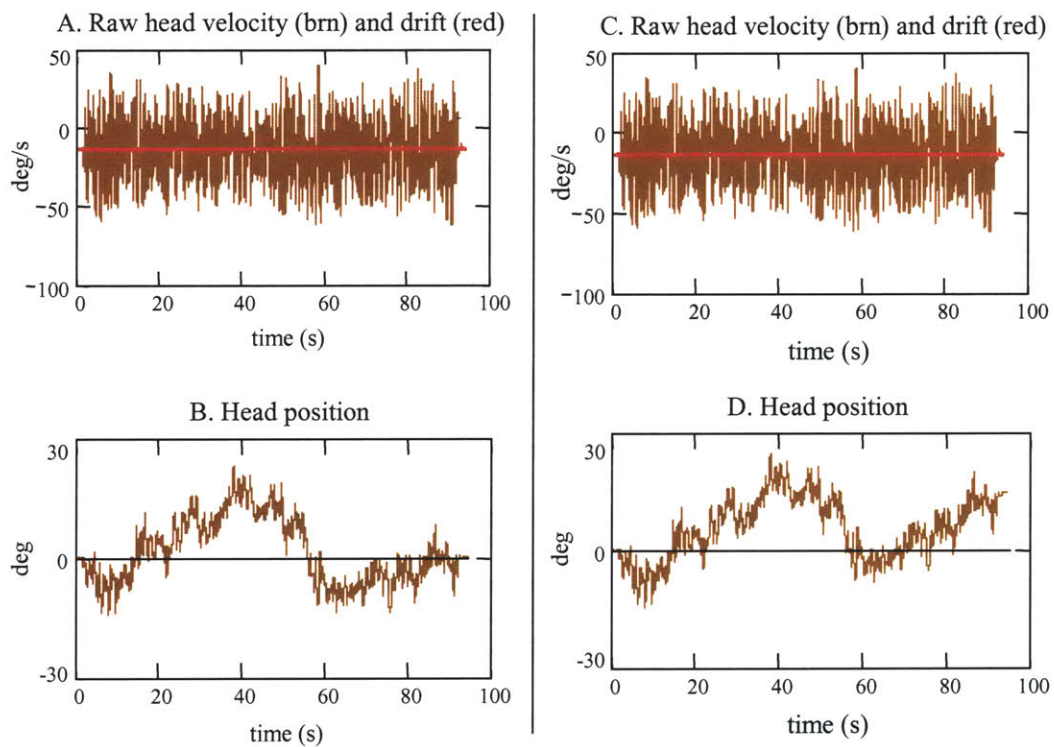 A. Raw head velocity (brn) and drift (red)
50
0
−50
−100
deg/s
0 20 40 60 80 100
time (s)
B. Head position
30
0
-30
deg
0 20 40 60 80 100
time (s)
C. Raw head velocity (brn) and drift (red)
50
0
−50
−100
deg/s
0 20 40 60 80 100
time (s)
D. Head position
30
0
-30
deg
0 20 40 60 80 100
time (s)